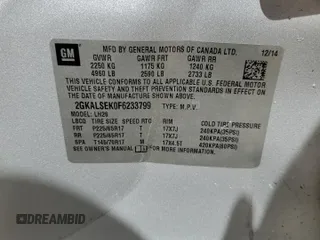 GM
MFD BY GENERAL MOTORS OF CANADA LTD. 12/14
GVWR GAWR FRT GAWR RR
2250 KG 1175 KG 1240 KG
4960 LB 2590 LB 2733 LB
THIS VEHICLE CONFORMS TO ALL APPLICABLE U.S. FEDERAL
MOTOR VEHICLE SAFETY, BUMPER, AND THEFT PREVENTION
STANDARDS IN EFFECT ON THE DATE OF MANUFACTURE SHOWN ABOVE.
2GKALSEK0F6233799 TYPE: M.P.V.
MODEL: LH26
TIRE SIZE SPEED RTG RIM COLD TIRE PRESSURE
FRT P225/65R17 T 17X7J 240KPA(35PSI)
RR P225/65R17 T 17X7J 240KPA(35PSI)
SPA T145/70R17 M 17X4.5T 420KPA(60PSI)
SEE OWNER'S MANUAL
DREAMBID